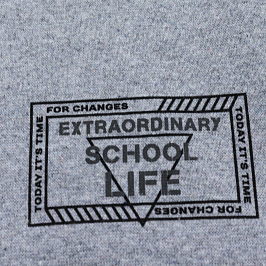 FOR CHANGES
EXTRAORDINARY
SCHOOL
LIFE
TODAY IT'S TIME
TODAY IT'S TIME
FOR CHANGES